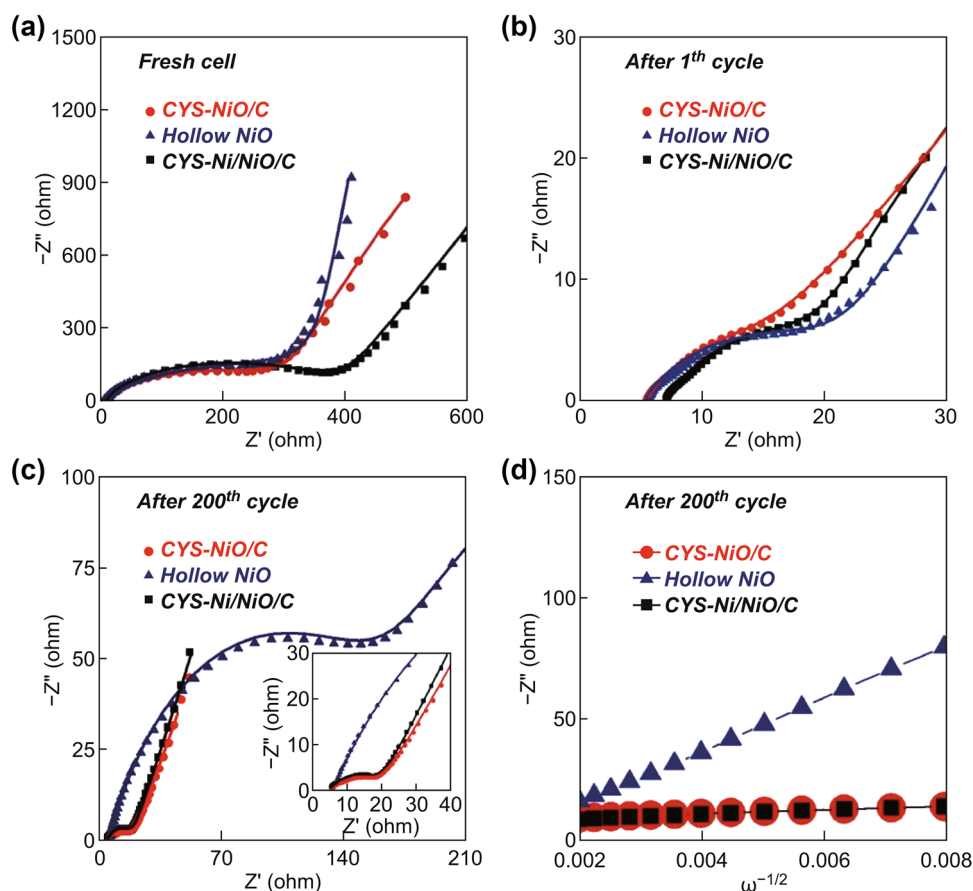 (a)
1500
1200
900
600
300
0
0
200
400
600
−Z" (ohm)
Z' (ohm)
Fresh cell
CYS-NiO/C
Hollow NiO
CYS-Ni/NiO/C
(b)
30
20
10
0
0
10
20
30
−Z" (ohm)
Z' (ohm)
After 1th cycle
CYS-NiO/C
Hollow NiO
CYS-Ni/NiO/C
(c)
100
75
50
25
0
0
70
140
210
−Z" (ohm)
Z' (ohm)
After 200th cycle
CYS-NiO/C
Hollow NiO
CYS-Ni/NiO/C
30
20
10
0
0
10
20
30
40
−Z" (ohm)
Z' (ohm)
(d)
150
100
50
0
0.002
0.004
0.006
0.008
−Z" (ohm)
ω−1/2
After 200th cycle
CYS-NiO/C
Hollow NiO
CYS-Ni/NiO/C